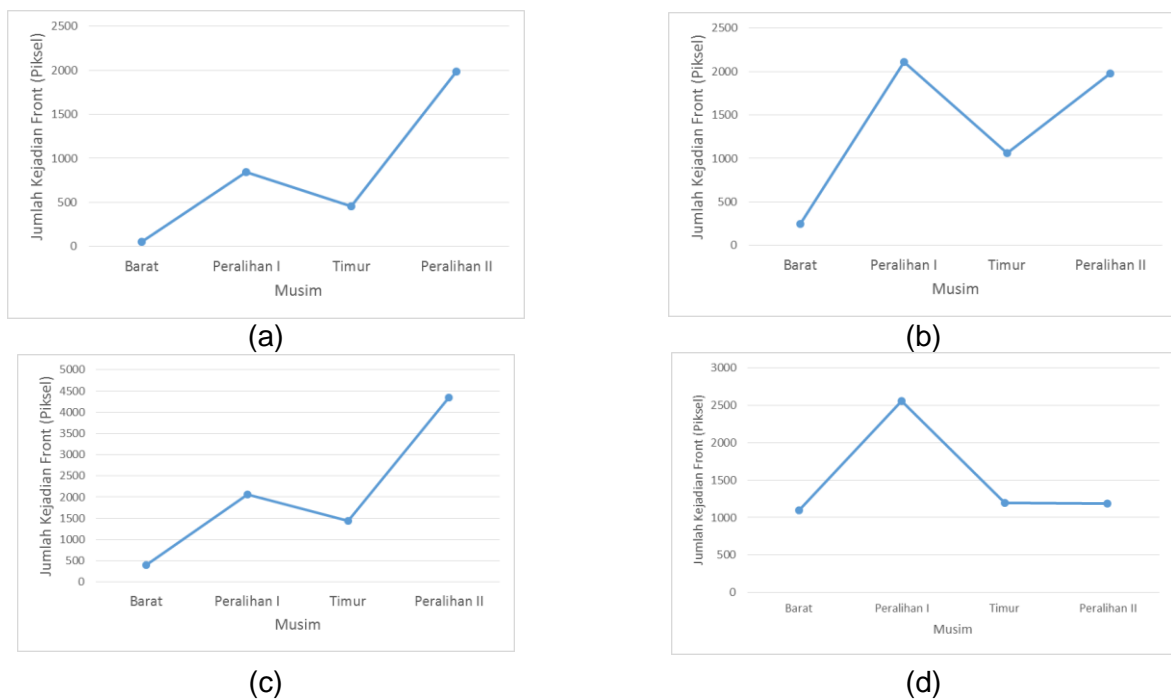 Jumlah Kejadian Front (Piksel)
2500
2000
1500
1000
500
0
Barat Peralihan I Timur Peralihan II
Musim
(a)
Jumlah Kejadian Front (Piksel)
2500
2000
1500
1000
500
0
Barat Peralihan I Timur Peralihan II
Musim
(b)
Jumlah Kejadian Front (Piksel)
5000
4500
4000
3500
3000
2500
2000
1500
1000
500
0
Barat Peralihan I Timur Peralihan II
Musim
(c)
Jumlah Kejadian Front (Piksel)
3000
2500
2000
1500
1000
500
0
Barat Peralihan I Timur Peralihan II
Musim
(d)